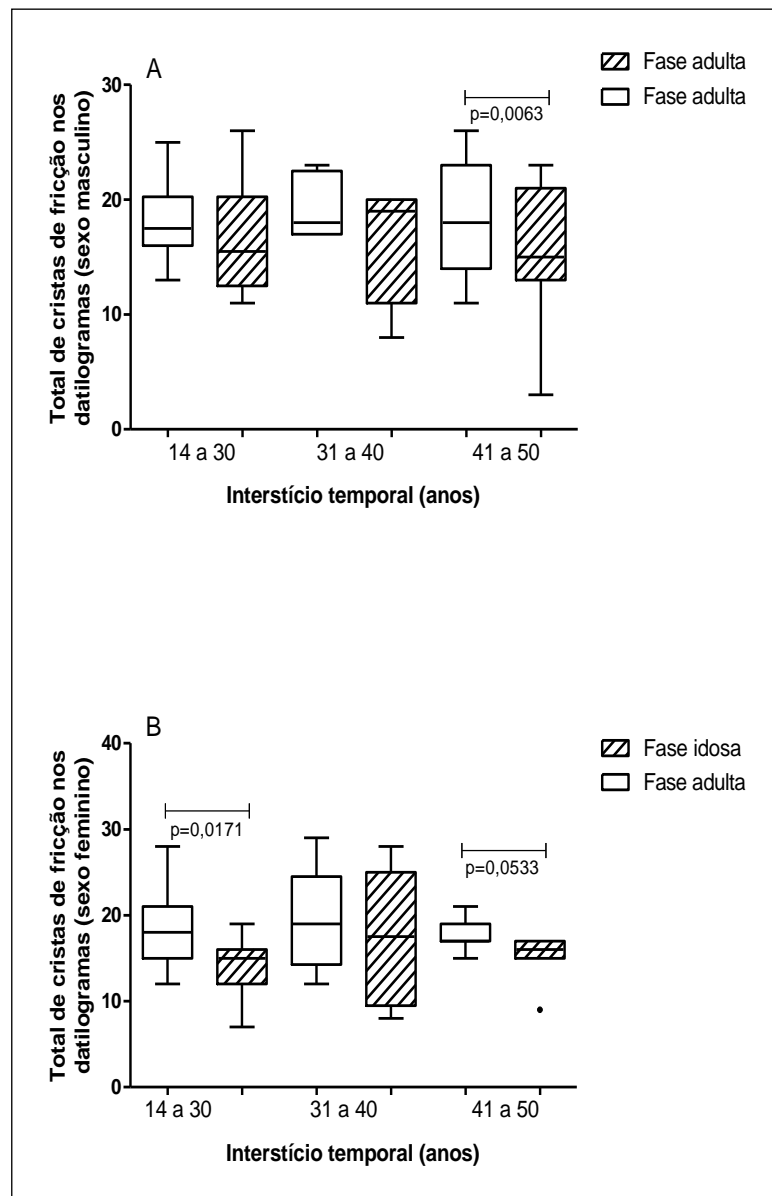 A
Fase adulta
Fase adulta
p=0,0063
Total de cristas de fricção nos
datilogramas (sexo masculino)
30
20
10
0
14 a 30
31 a 40
41 a 50
Interstício temporal (anos)
B
Fase idosa
Fase adulta
p=0,0171
p=0,0533
Total de cristas de fricção nos
datilogramas (sexo feminino)
40
30
20
10
0
14 a 30
31 a 40
41 a 50
Interstício temporal (anos)